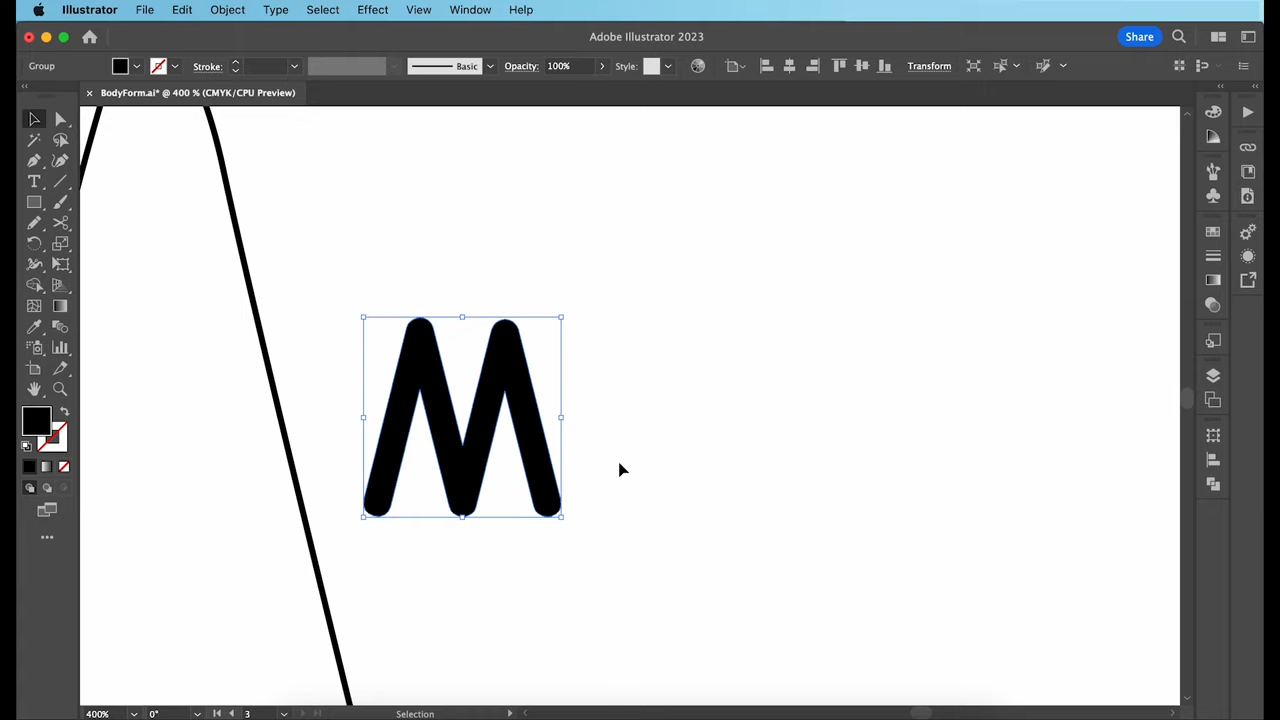 Illustrator File Edit Object Type Select Effect View Window Help
Adobe Illustrator 2023
Share
Group Stroke: Basic Opacity: 100% Style: Transform
× BodyForm.ai* @ 400 % (CMYK/CPU Preview)
T
M
400% 0° 3 Selection